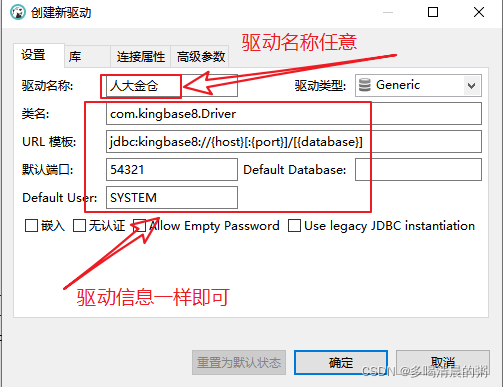 创建新驱动
设置 库 连接属性 高级参数
驱动名称任意
驱动名称: 人大金仓 驱动类型: Generic
类名: com.kingbase8.Driver
URL 模板: jdbc:kingbase8://{host}[:{port}]/[{database}]
默认端口: 54321 Default Database:
Default User: SYSTEM
嵌入 无认证 Allow Empty Password Use legacy JDBC instantiation
驱动信息一样即可
重置为默认状态 确定 取消
CSDN @多喝清晨的粥